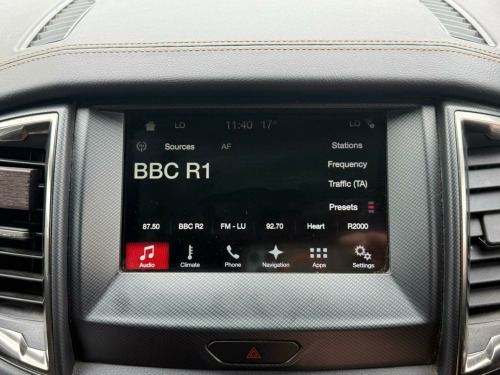 LO 11:40 17° LO
Sources AF Stations
BBC R1
Frequency
Traffic (TA)
Presets
87.50 BBC R2 FM - LU 92.70 Heart R2000
Audio Climate Phone Navigation Apps Settings